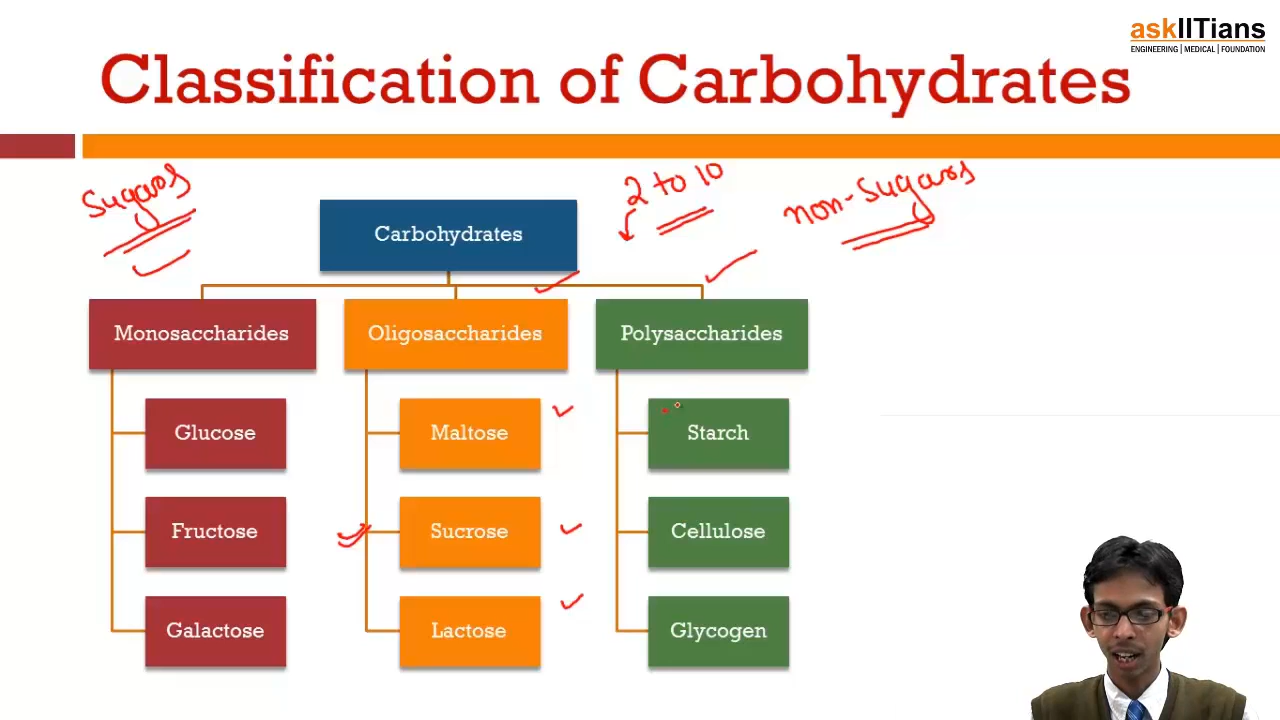 askIITians
ENGINEERING | MEDICAL | FOUNDATION
Classification of Carbohydrates
Sugars
2 to 10
non-Sugars
Carbohydrates
Monosaccharides
Oligosaccharides
Polysaccharides
Glucose
Maltose
Starch
Fructose
Sucrose
Cellulose
Galactose
Lactose
Glycogen